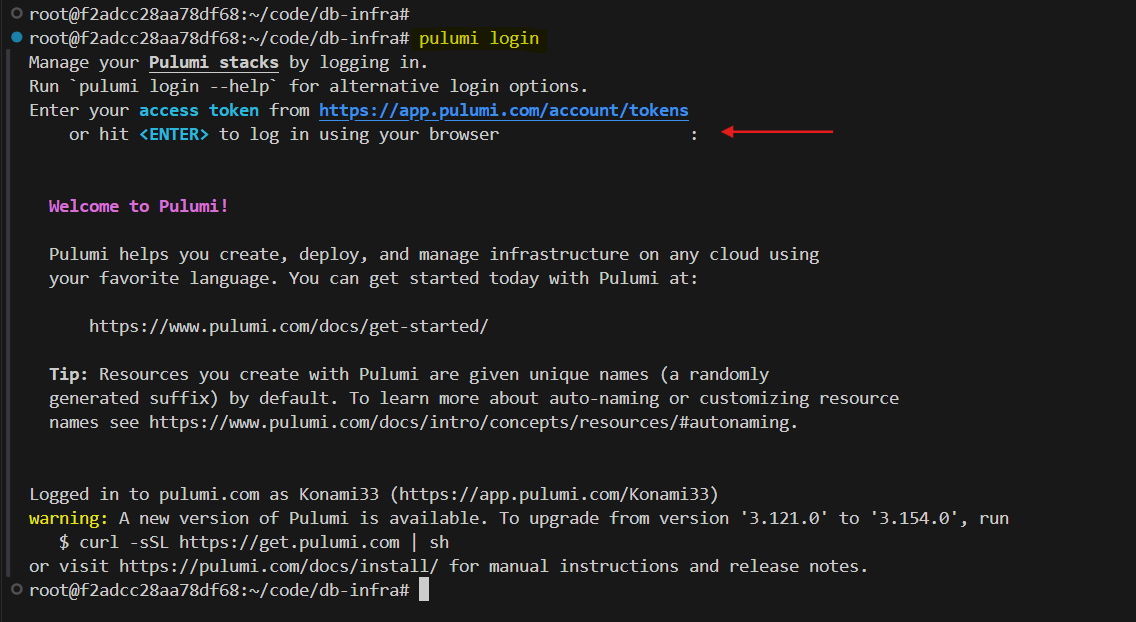 root@f2adcc28aa78df68:~/code/db-infra#
root@f2adcc28aa78df68:~/code/db-infra# pulumi login
Manage your Pulumi stacks by logging in.
Run `pulumi login --help` for alternative login options.
Enter your access token from https://app.pulumi.com/account/tokens
or hit <ENTER> to log in using your browser :
Welcome to Pulumi!
Pulumi helps you create, deploy, and manage infrastructure on any cloud using
your favorite language. You can get started today with Pulumi at:
https://www.pulumi.com/docs/get-started/
Tip: Resources you create with Pulumi are given unique names (a randomly
generated suffix) by default. To learn more about auto-naming or customizing resource
names see https://www.pulumi.com/docs/intro/concepts/resources/#autonaming.
Logged in to pulumi.com as Konami33 (https://app.pulumi.com/Konami33)
warning: A new version of Pulumi is available. To upgrade from version '3.121.0' to '3.154.0', run
$ curl -sSL https://get.pulumi.com | sh
or visit https://pulumi.com/docs/install/ for manual instructions and release notes.
root@f2adcc28aa78df68:~/code/db-infra#